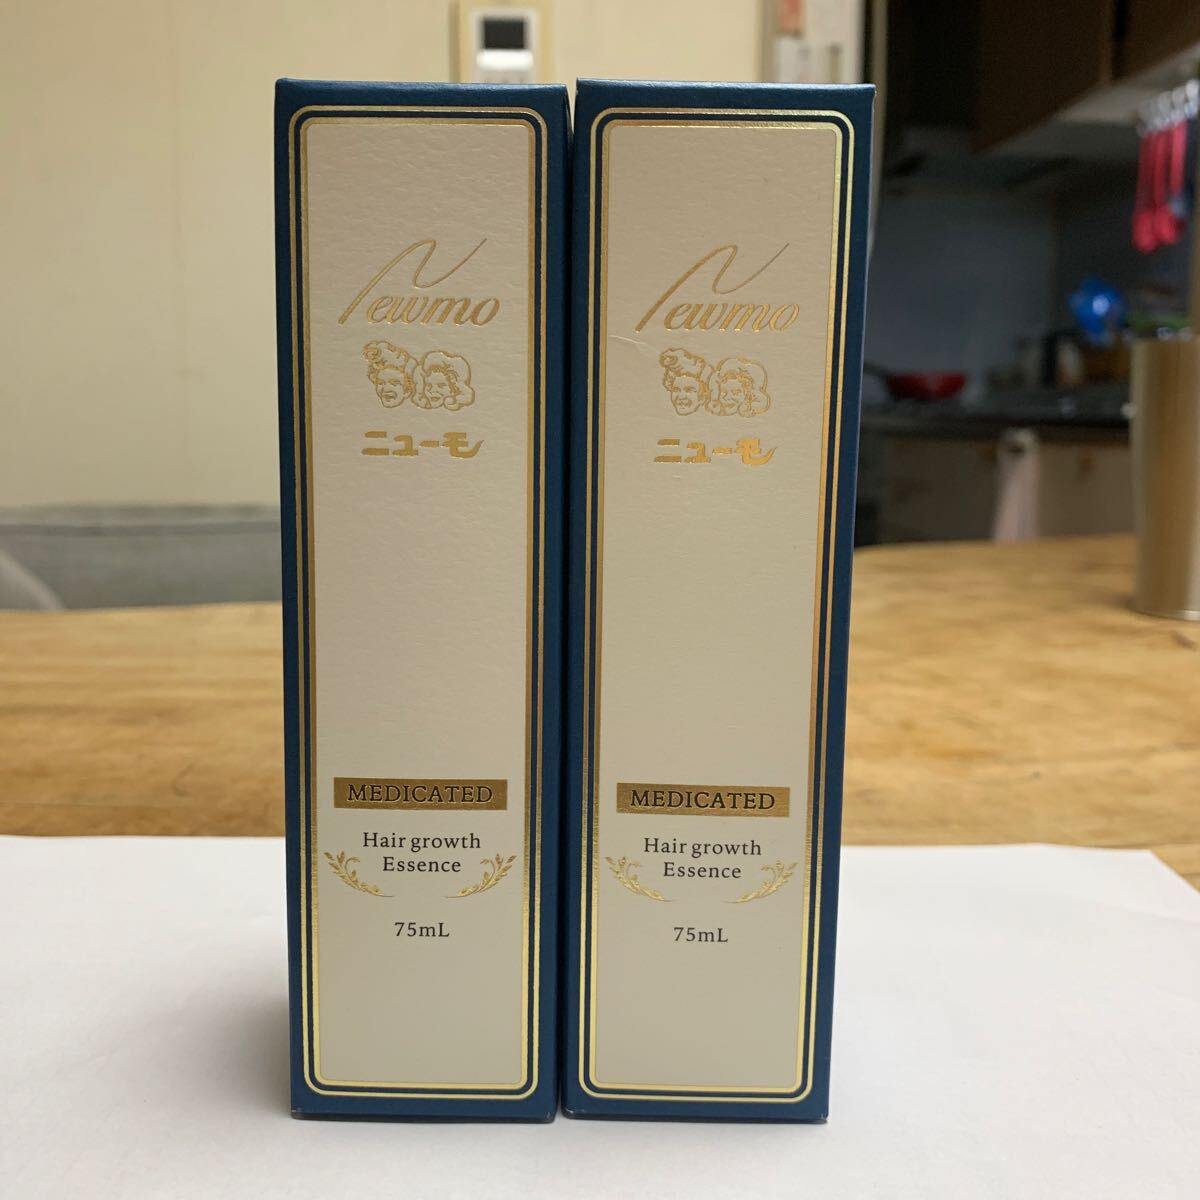 Newmo
ニューモ
MEDICATED
Hair growth
Essence
75mL
Newmo
ニューモ
MEDICATED
Hair growth
Essence
75mL